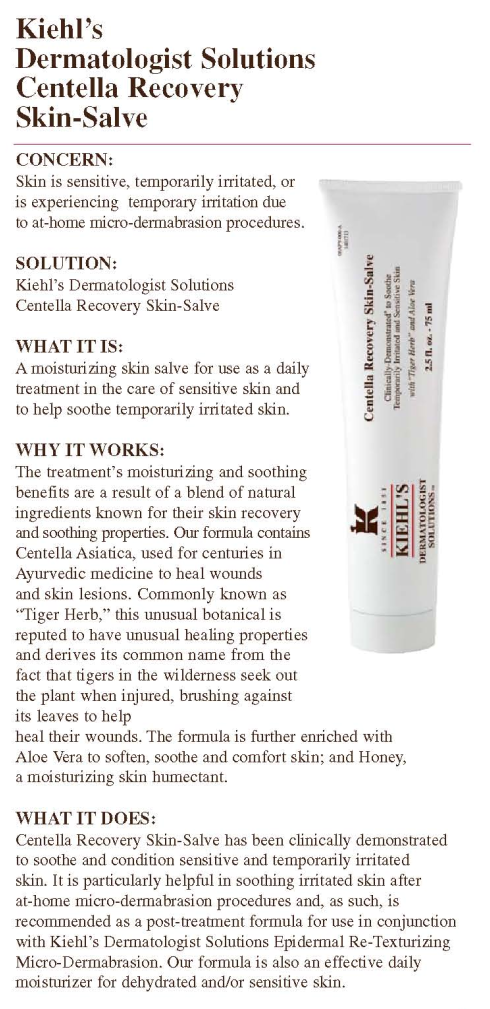 Kiehl's
Dermatologist Solutions
Centella Recovery
Skin-Salve
CONCERN:
Skin is sensitive, temporarily irritated, or
is experiencing temporary irritation due
to at-home micro-dermabrasion procedures.
SOLUTION:
Kiehl's Dermatologist Solutions
Centella Recovery Skin-Salve
WHAT IT IS:
A moisturizing skin salve for use as a daily
treatment in the care of sensitive skin and
to help soothe temporarily irritated skin.
WHY IT WORKS:
The treatment's moisturizing and soothing
benefits are a result of a blend of natural
ingredients known for their skin recovery
and soothing properties. Our formula contains
Centella Asiatica, used for centuries in
Ayurvedic medicine to heal wounds
and skin lesions. Commonly known as
“Tiger Herb,” this unusual botanical is
reputed to have unusual healing properties
and derives its common name from the
fact that tigers in the wilderness seek out
the plant when injured, brushing against
its leaves to help
heal their wounds. The formula is further enriched with
Aloe Vera to soften, soothe and comfort skin; and Honey,
a moisturizing skin humectant.
WHAT IT DOES:
Centella Recovery Skin-Salve has been clinically demonstrated
to soothe and condition sensitive and temporarily irritated
skin. It is particularly helpful in soothing irritated skin after
at-home micro-dermabrasion procedures and, as such, is
recommended as a post-treatment formula for use in conjunction
with Kiehl's Dermatologist Solutions Epidermal Re-Texturizing
Micro-Dermabrasion. Our formula is also an effective daily
moisturizer for dehydrated and/or sensitive skin.
K
SINCE 1851
KIEHL'S
DERMATOLOGIST
SOLUTIONS™
Centella Recovery Skin-Salve
Clinically-Demonstrated* to Soothe
Temporarily Irritated and Sensitive Skin
with "Tiger Herb" and Aloe Vera
2.5 fl. oz. - 75 ml